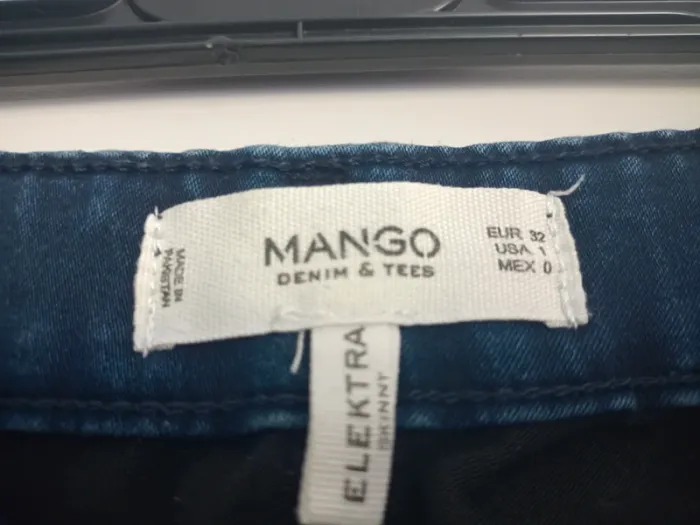 MANGO
DENIM & TEES
EUR 32
USA 1
MEX 0
MADE IN
PAKISTAN
ELEKTRA
SKINNY